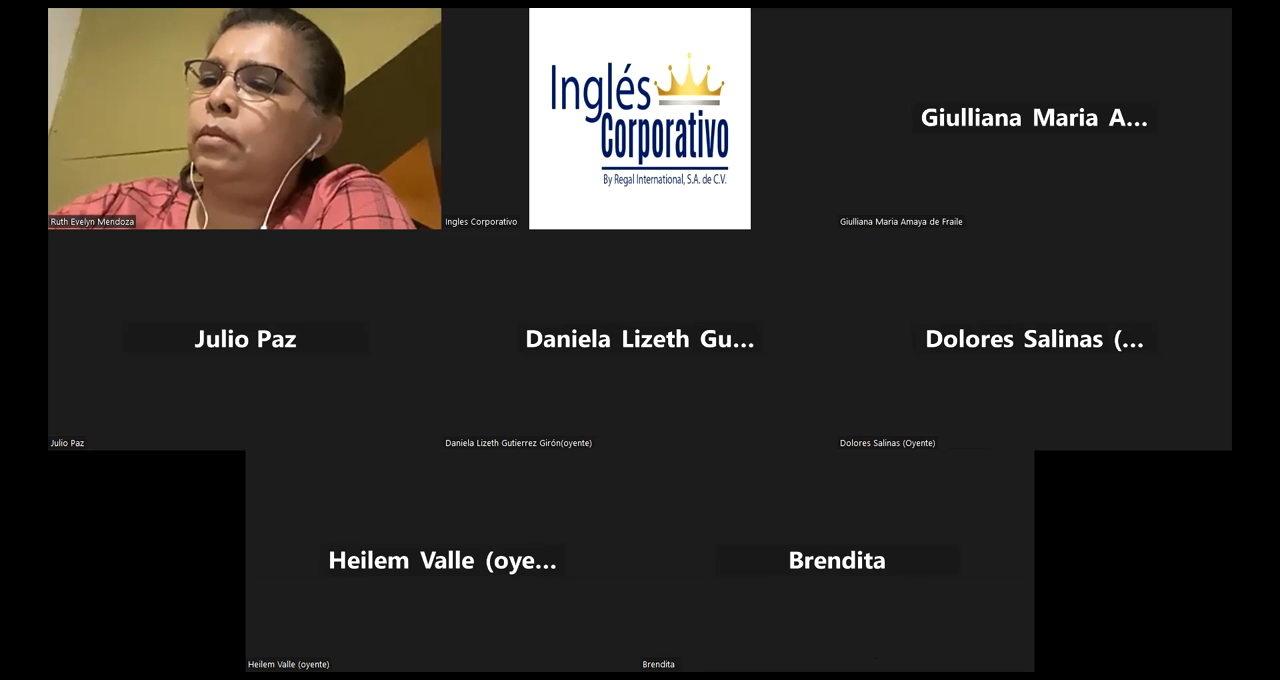 Inglés
Corporativo
By Regal International, S.A. de C.V.
Giulliana Maria A...
Ruth Evelyn Mendoza
Ingles Corporativo
Giulliana Maria Amaya de Fraile
Julio Paz
Daniela Lizeth Gu...
Dolores Salinas (...
Julio Paz
Daniela Lizeth Gutierrez Girón(oyente)
Dolores Salinas (Oyente)
Heilem Valle (oye...
Brendita
Heilem Valle (oyente)
Brendita